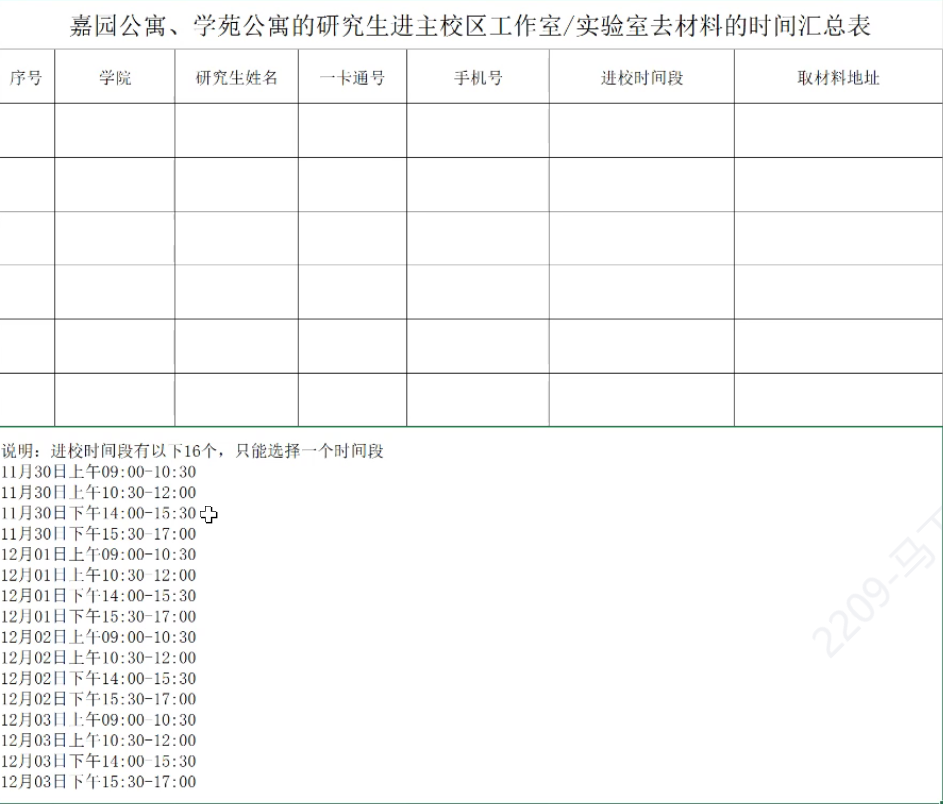 嘉园公寓、学苑公寓的研究生进主校区工作室/实验室去材料的时间汇总表
序号 学院 研究生姓名 一卡通号 手机号 进校时间段 取材料地址
说明：进校时间段有以下16个，只能选择一个时间段
11月30日上午09:00-10:30
11月30日上午10:30-12:00
11月30日下午14:00-15:30
11月30日下午15:30-17:00
12月01日上午09:00-10:30
12月01日上午10:30-12:00
12月01日下午14:00-15:30
12月01日下午15:30-17:00
12月02日上午09:00-10:30
12月02日上午10:30-12:00
12月02日下午14:00-15:30
12月02日下午15:30-17:00
12月03日上午09:00-10:30
12月03日上午10:30-12:00
12月03日下午14:00-15:30
12月03日下午15:30-17:00
2209-马